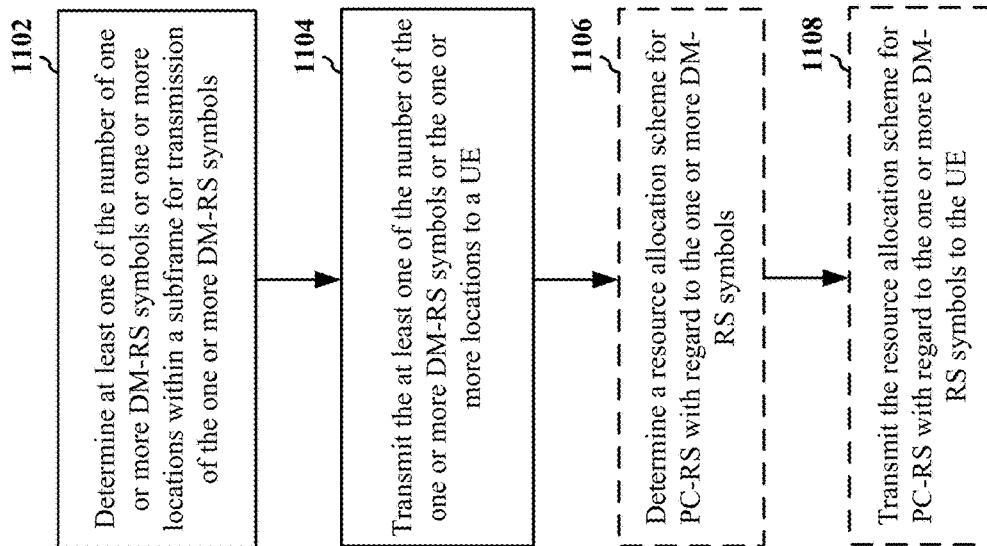 1102
Determine at least one of the number of one
or more DM-RS symbols or one or more
locations within a subframe for transmission
of the one or more DM-RS symbols
1104
Transmit the at least one of the number of the
one or more DM-RS symbols or the one or
more locations to a UE
1106
Determine a resource allocation scheme for
PC-RS with regard to the one or more DM-
RS symbols
1108
Transmit the resource allocation scheme for
PC-RS with regard to the one or more DM-
RS symbols to the UE